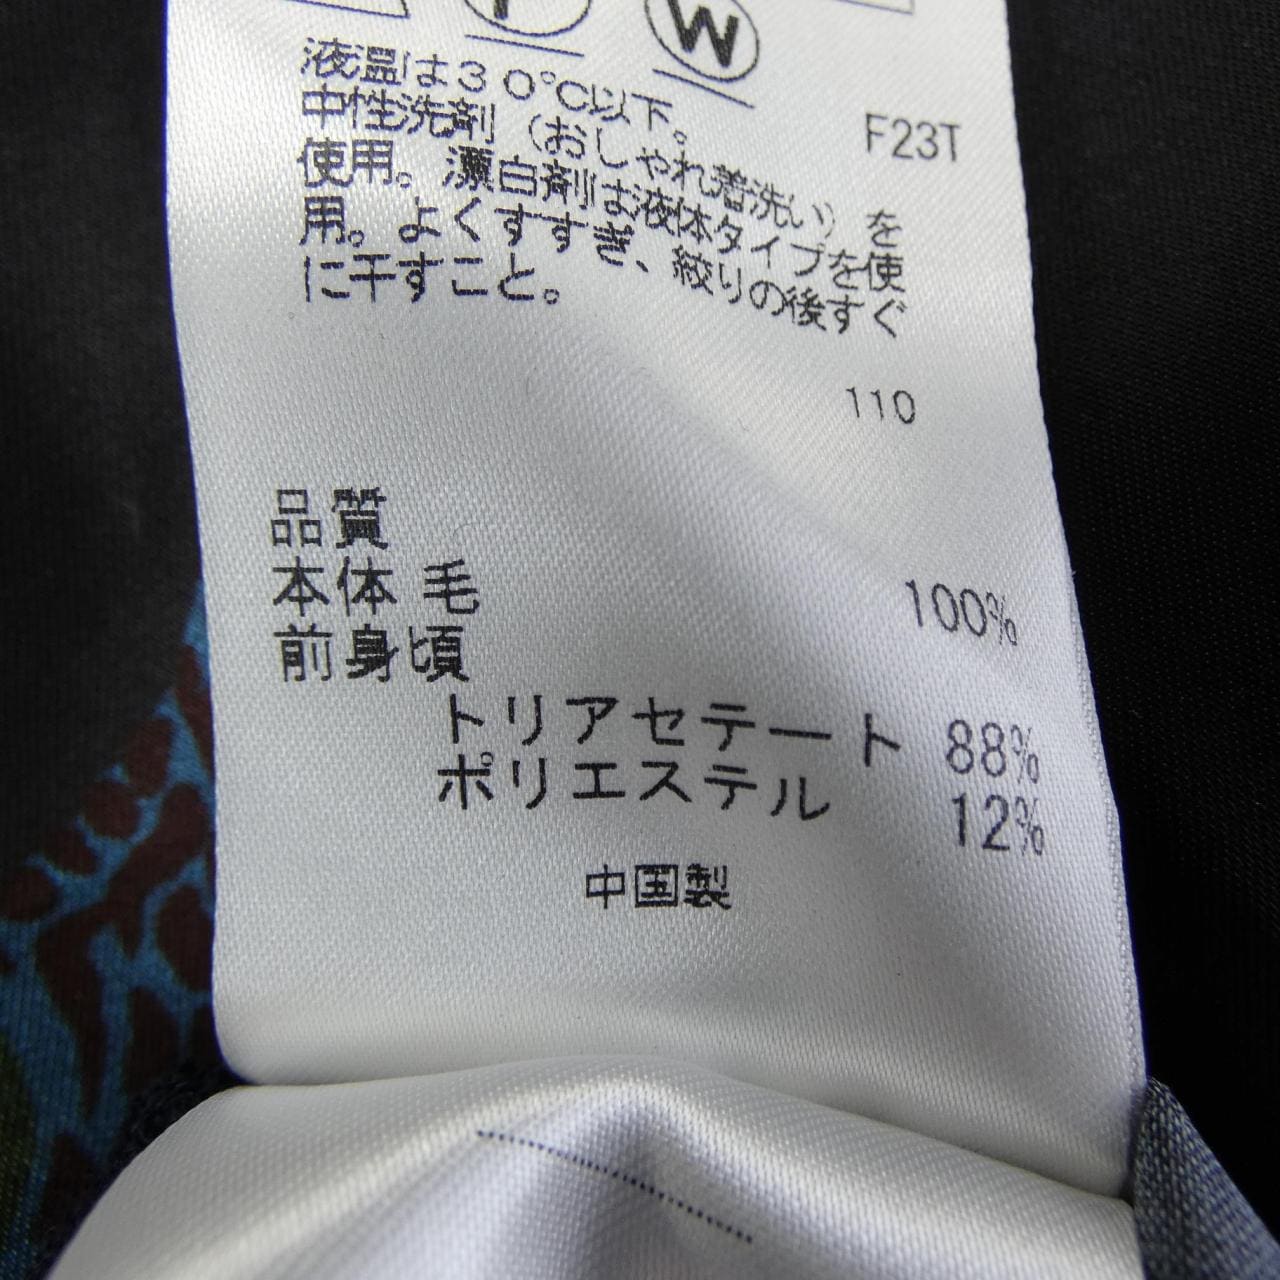 W
液温は30℃以下。
F23T
中性洗剤(おしゃれ着洗い)を
使用。漂白剤は液体タイプを使
用。よくすすぎ、絞りの後すぐ
に干すこと。
110
品質
本体 毛 100%
前身頃
トリアセテート 88%
ポリエステル 12%
中国製